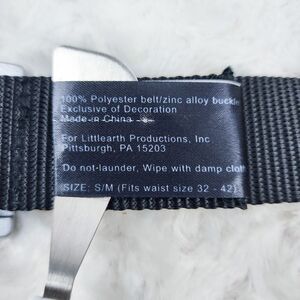 100% Polyester belt/zinc alloy buckle
Exclusive of Decoration
Made in China
For Littlearth Productions, Inc
Pittsburgh, PA 15203
Do not launder, Wipe with damp cloth
SIZE: S/M (Fits waist size 32 - 42)